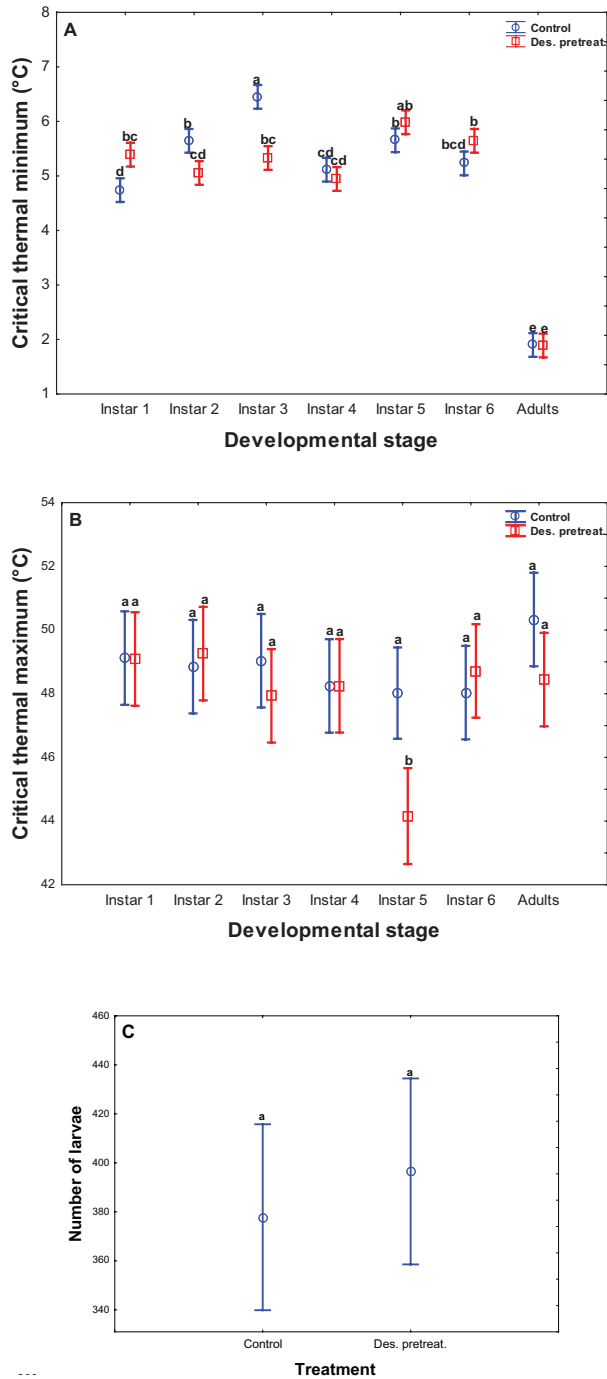 A
Control
Des. pretreat.
Critical thermal minimum (°C)
8
7
6
5
4
3
2
1
d bc b cd a bc cd cd b ab bcd b e e
Instar 1 Instar 2 Instar 3 Instar 4 Instar 5 Instar 6 Adults
Developmental stage
B
Control
Des. pretreat.
Critical thermal maximum (°C)
54
52
50
48
46
44
42
a a a a a a a a a b a a a a
Instar 1 Instar 2 Instar 3 Instar 4 Instar 5 Instar 6 Adults
Developmental stage
C
Number of larvae
460
440
420
400
380
360
340
a a
Control Des. pretreat.
Treatment